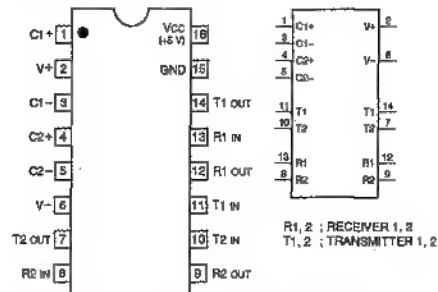 C1+ 1
V+ 2
C1- 3
C2+ 4
C2- 5
V- 6
T2 OUT 7
R2 IN 8
16 VCC (+5 V)
15 GND
14 T1 OUT
13 R1 IN
12 R1 OUT
11 T1 IN
10 T2 IN
9 R2 OUT
1 C1+ V+ 2
3 C1-
4 C2+ V- 6
5 C2-
11 T1 T1 14
10 T2 T2 7
13 R1 R1 12
8 R2 R2 9
R1, 2 ; RECEIVER 1, 2
T1, 2 ; TRANSMITTER 1, 2